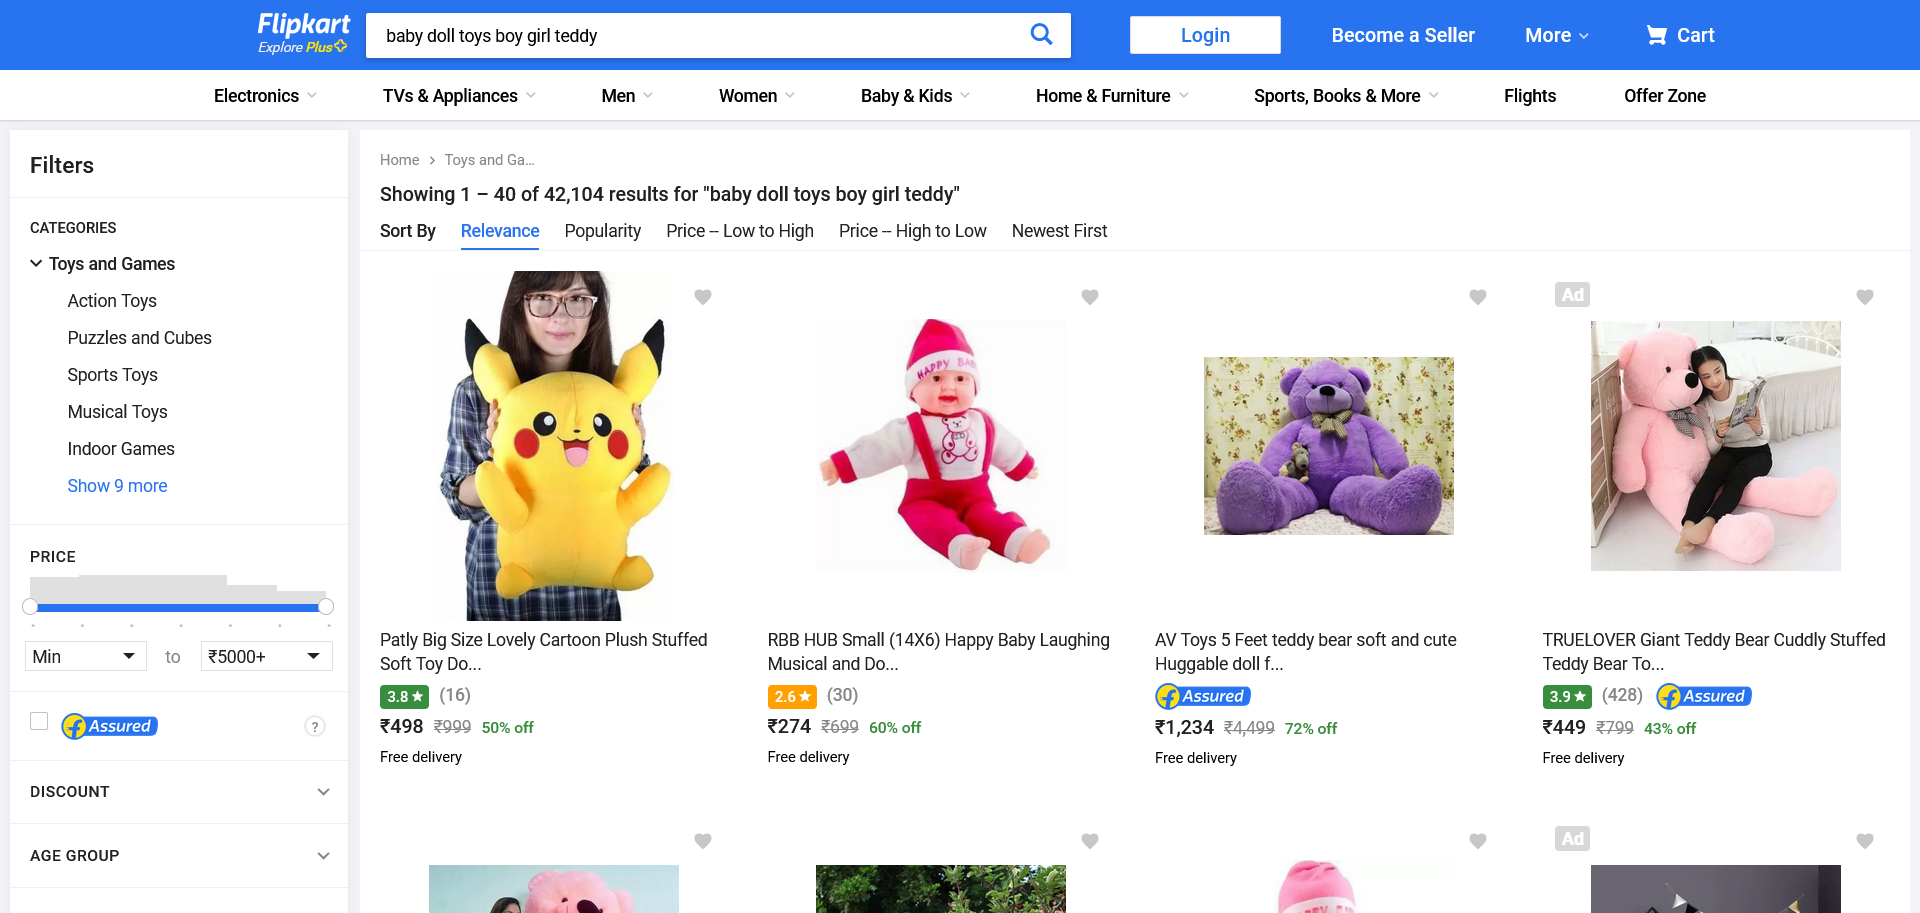 Flipkart
Explore Plus
baby doll toys boy girl teddy
Login
Become a Seller
More
Cart
Electronics
TVs & Appliances
Men
Women
Baby & Kids
Home & Furniture
Sports, Books & More
Flights
Offer Zone
Filters
CATEGORIES
Toys and Games
Action Toys
Puzzles and Cubes
Sports Toys
Musical Toys
Indoor Games
Show 9 more
PRICE
Min
to
₹5000+
Assured
?
DISCOUNT
AGE GROUP
Home
Toys and Ga...
Showing 1 – 40 of 42,104 results for "baby doll toys boy girl teddy"
Sort By
Relevance
Popularity
Price -- Low to High
Price -- High to Low
Newest First
Patly Big Size Lovely Cartoon Plush Stuffed
Soft Toy Do...
3.8 ★ (16)
₹498 ₹999 50% off
Free delivery
HAPPY BABY
RBB HUB Small (14X6) Happy Baby Laughing
Musical and Do...
2.6 ★ (30)
₹274 ₹699 60% off
Free delivery
AV Toys 5 Feet teddy bear soft and cute
Huggable doll f...
Assured
₹1,234 ₹4,499 72% off
Free delivery
Ad
TRUELOVER Giant Teddy Bear Cuddly Stuffed
Teddy Bear To...
3.9 ★ (428) Assured
₹449 ₹799 43% off
Free delivery
Ad